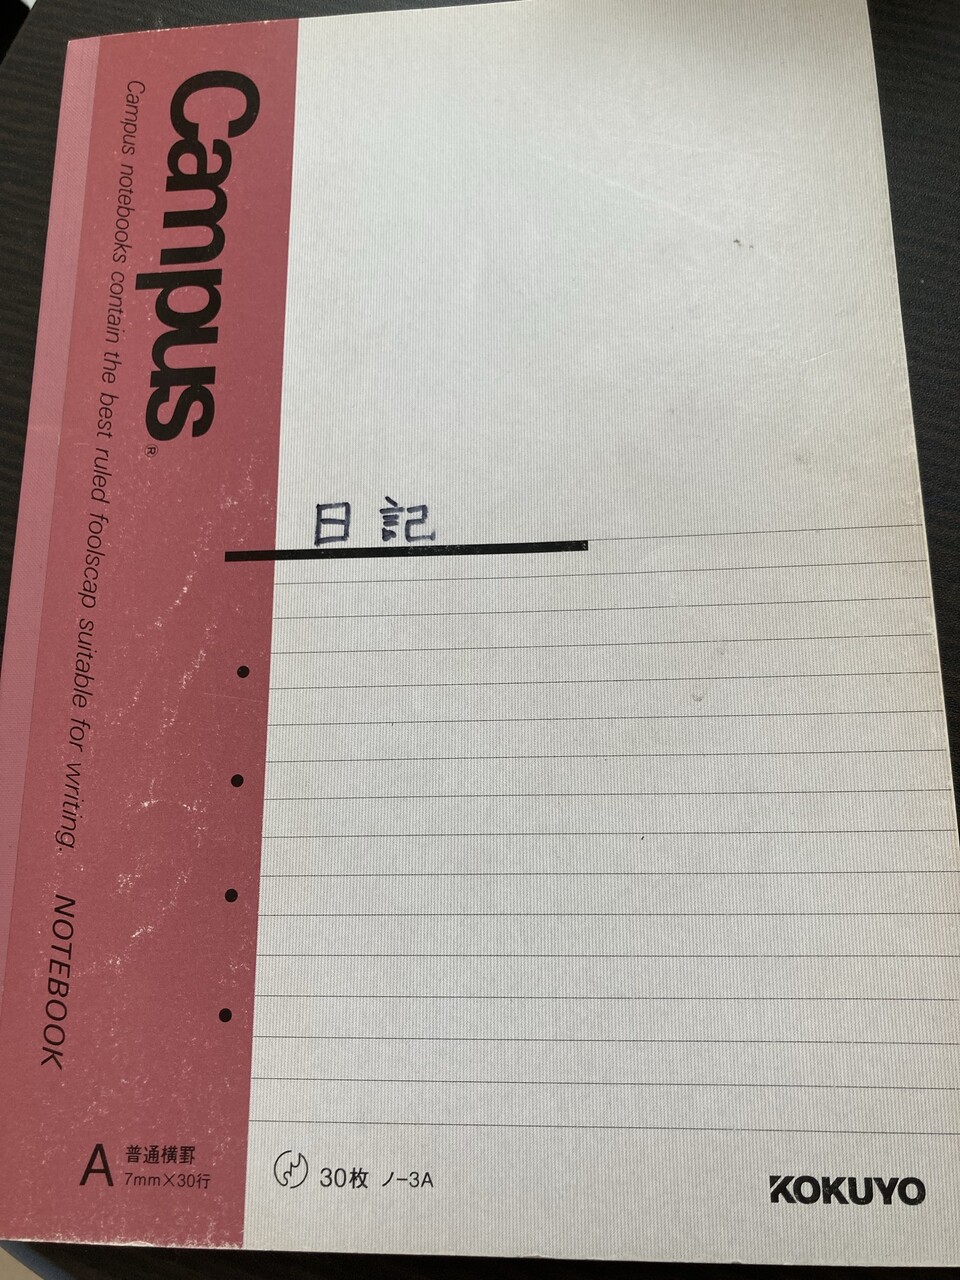 Campus®
Campus notebooks contain the best ruled foolscap suitable for writing. NOTEBOOK
日記
A 普通横罫
7mm×30行
30枚 ノ-3A
KOKUYO